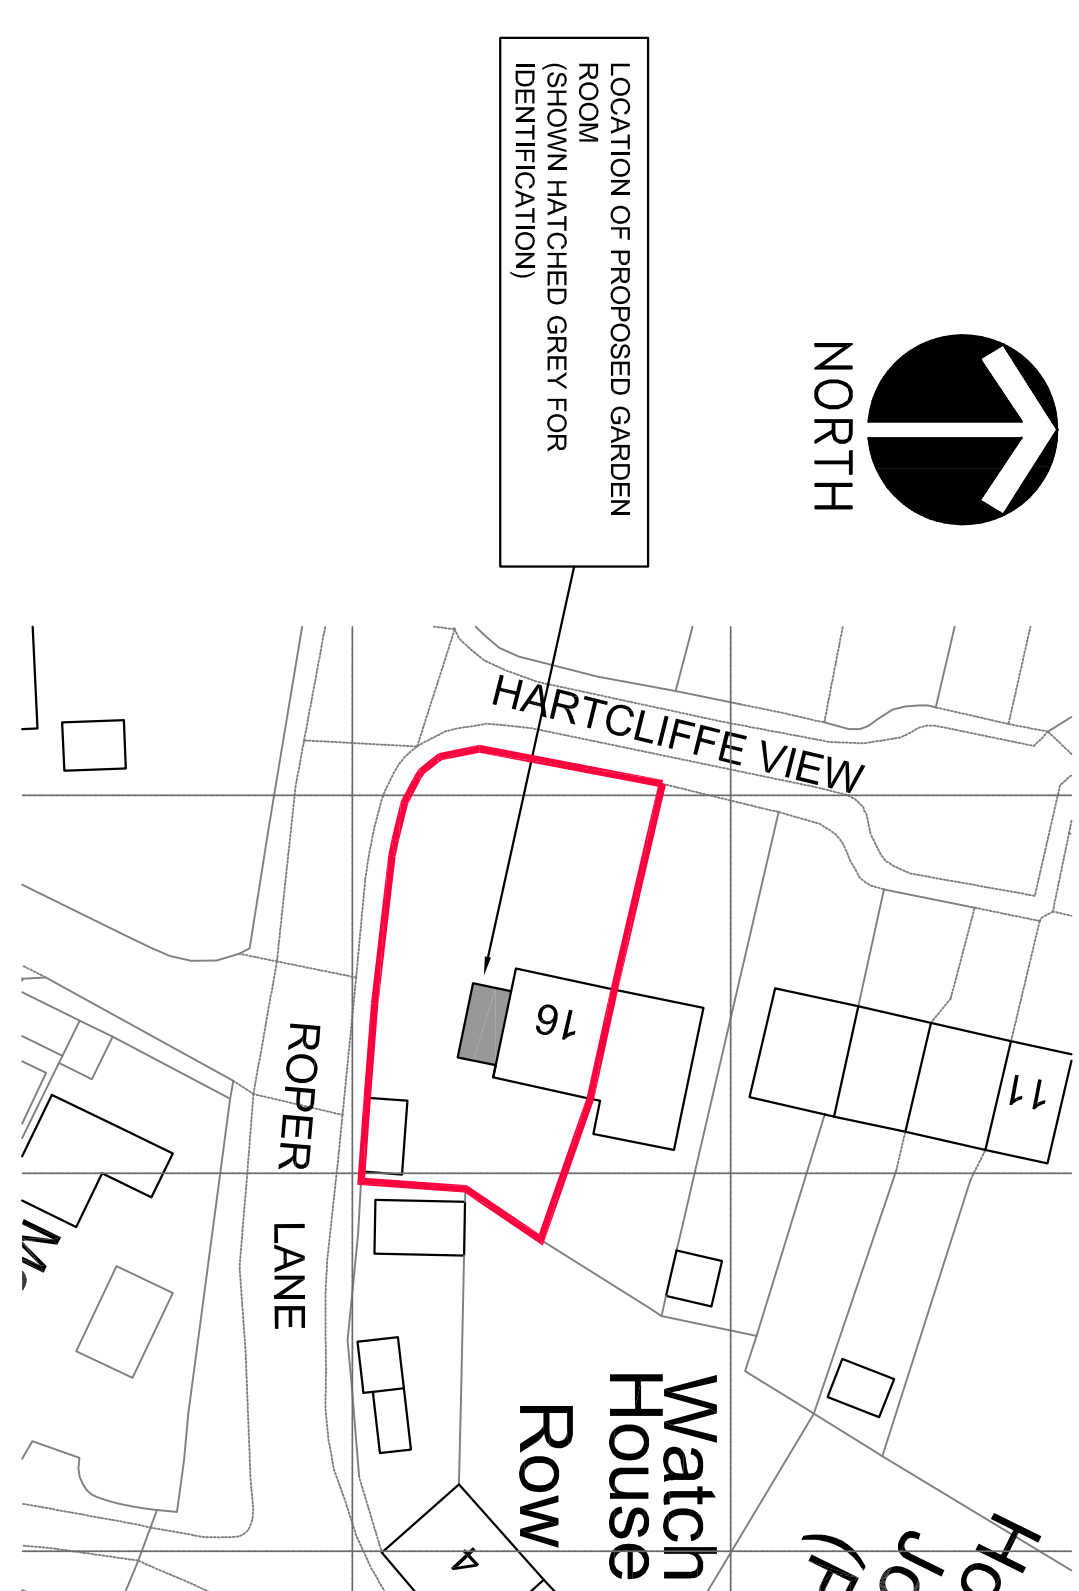 LOCATION OF PROPOSED GARDEN
ROOM
(SHOWN HATCHED GREY FOR
IDENTIFICATION)
NORTH
HARTCLIFFE VIEW
16
11
ROPER LANE
Watch
House
Row
4